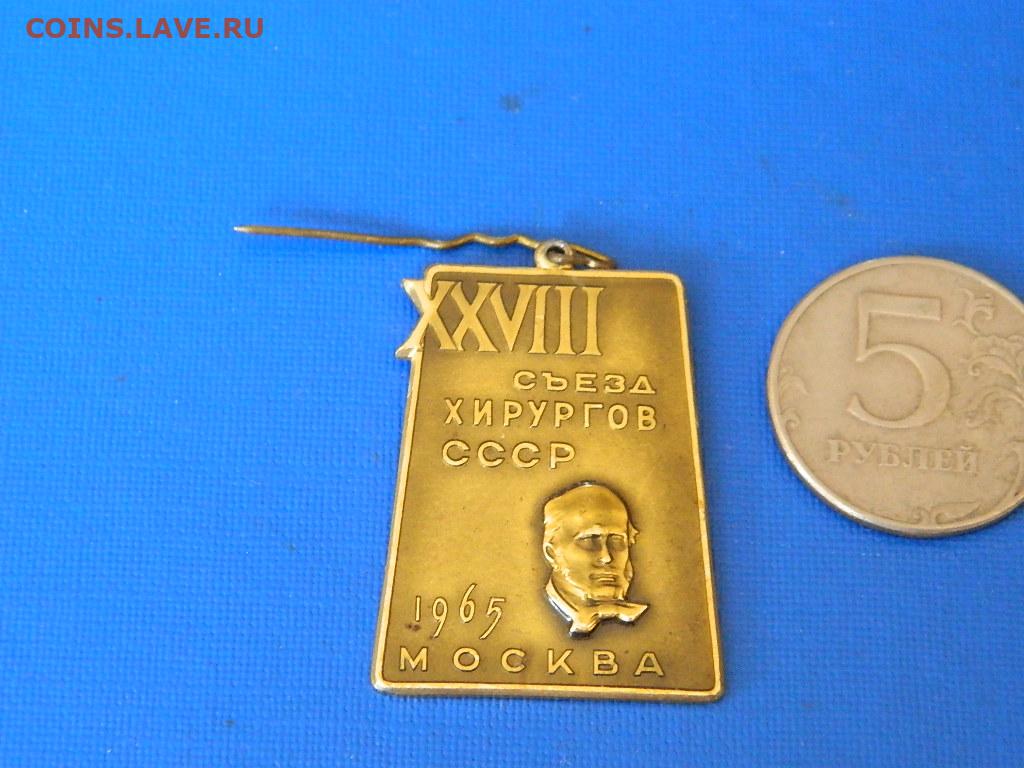 COINS.LAVE.RU
XXVIII
СЪЕЗД
ХИРУРГОВ
СССР
1965
МОСКВА
5
РУБЛЕЙ